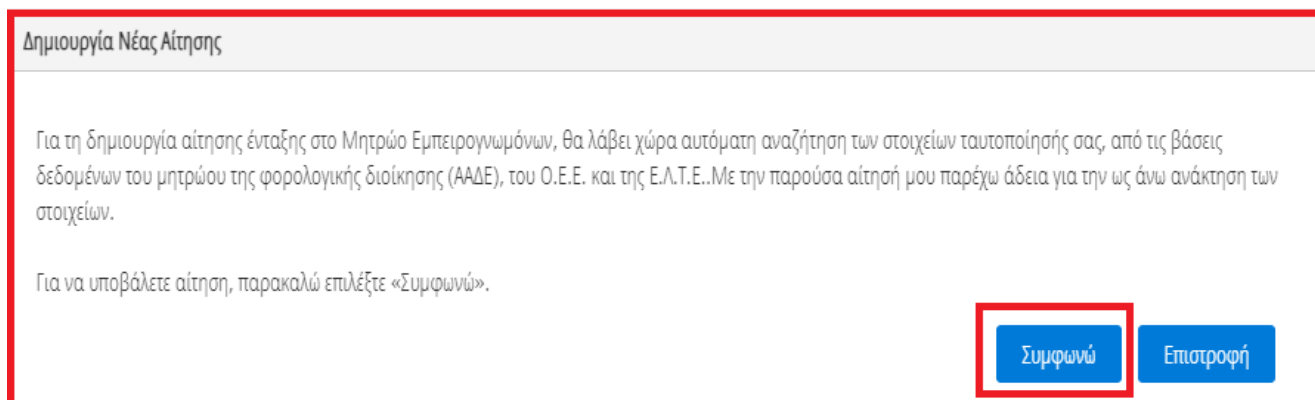 Δημιουργία Νέας Αίτησης
Για τη δημιουργία αίτησης ένταξης στο Μητρώο Εμπειρογνωμόνων, θα λάβει χώρα αυτόματη αναζήτηση των στοιχείων ταυτοποίησής σας, από τις βάσεις
δεδομένων του μητρώου της φορολογικής διοίκησης (ΑΑΔΕ), του Ο.Ε.Ε. και της Ε.Λ.Τ.Ε..Με την παρούσα αίτησή μου παρέχω άδεια για την ως άνω ανάκτηση των
στοιχείων.
Για να υποβάλετε αίτηση, παρακαλώ επιλέξτε «Συμφωνώ».
Συμφωνώ Επιστροφή